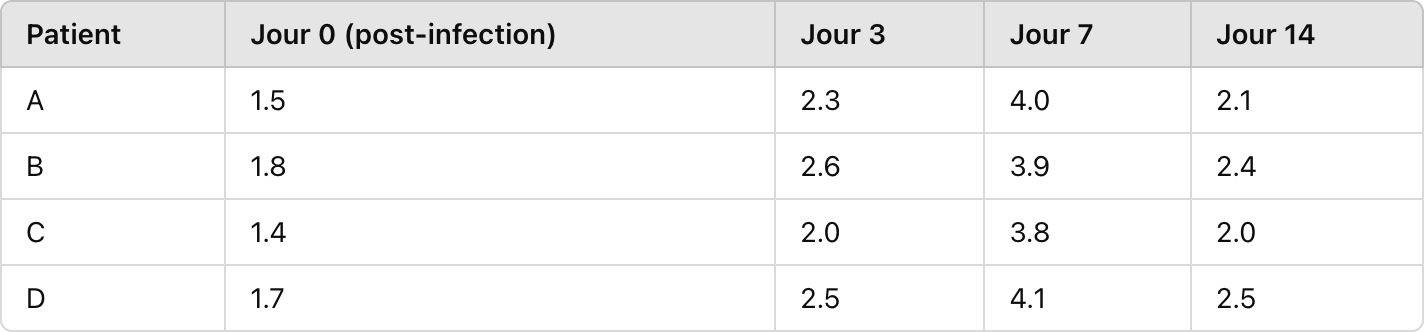 Patient Jour 0 (post-infection) Jour 3 Jour 7 Jour 14
A 1.5 2.3 4.0 2.1
B 1.8 2.6 3.9 2.4
C 1.4 2.0 3.8 2.0
D 1.7 2.5 4.1 2.5